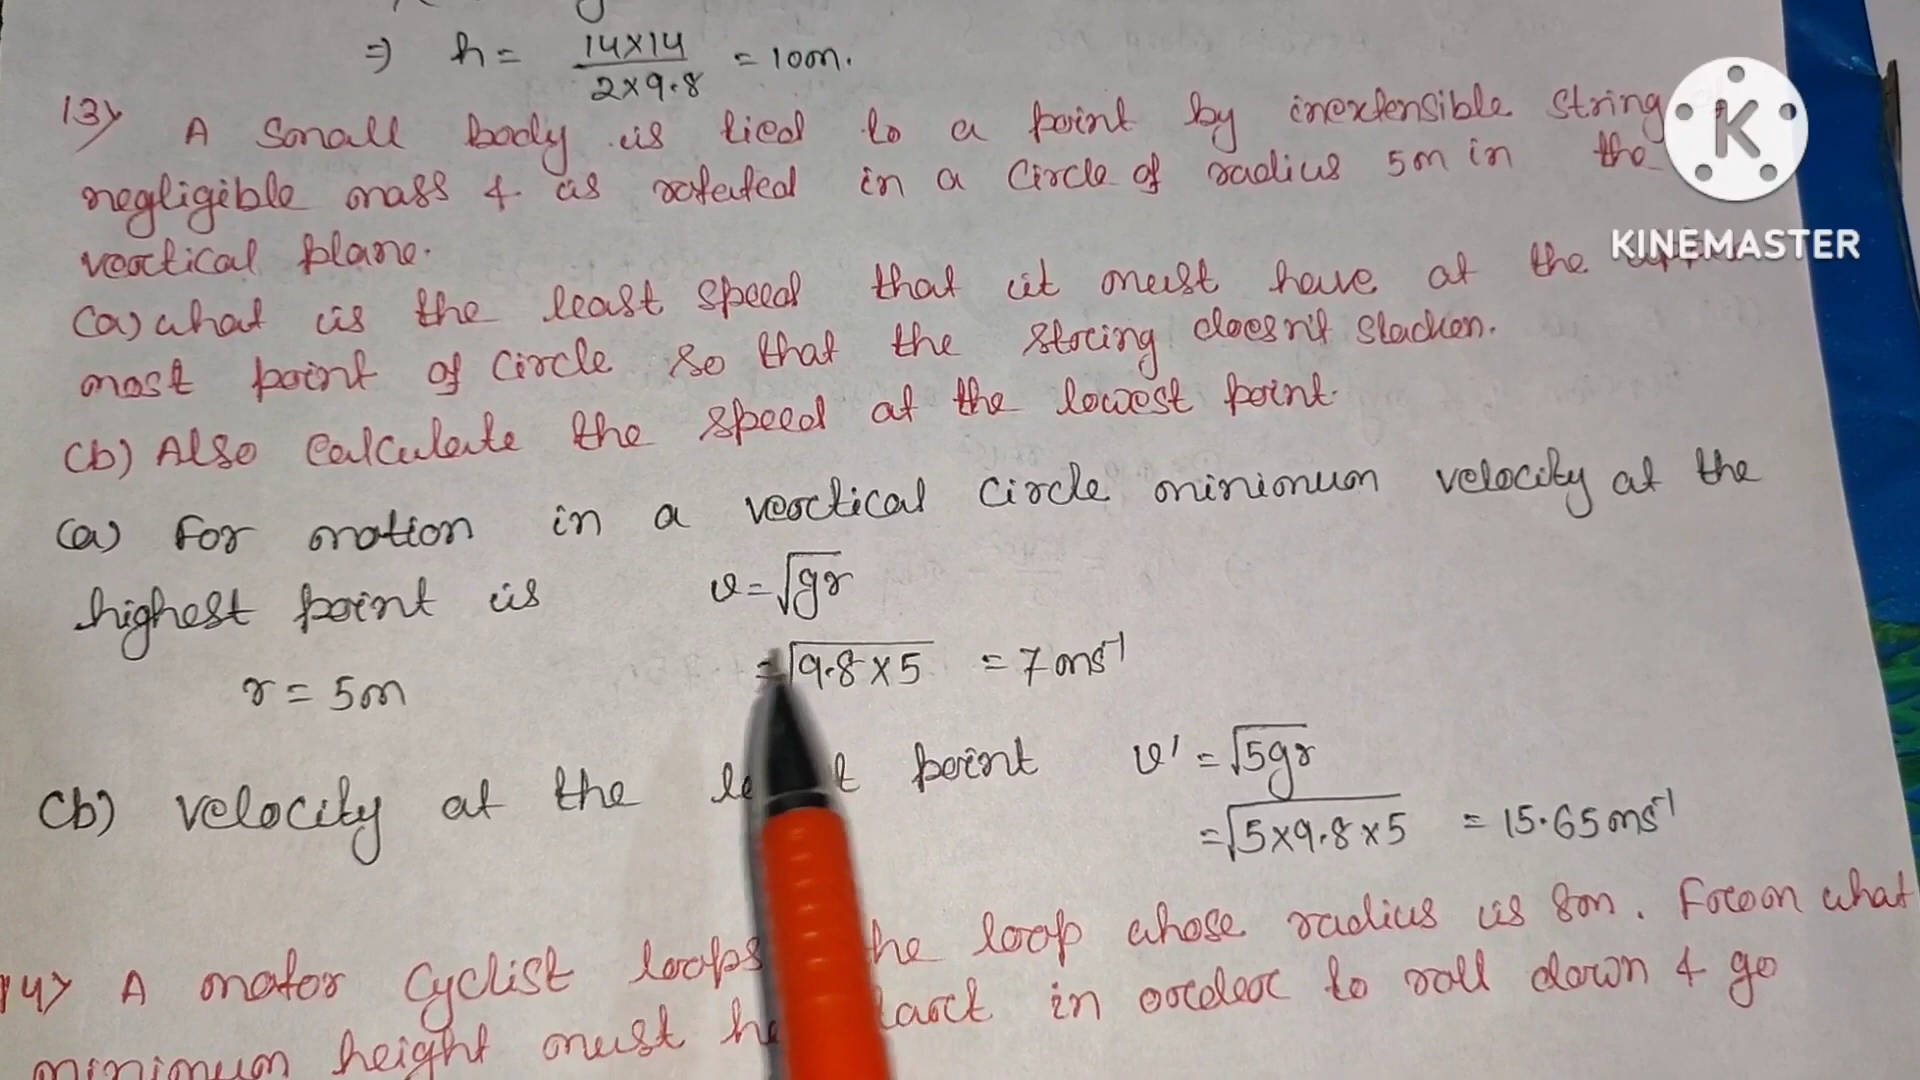 ⇒ h = 14×14 / 2×9.8 = 10m.
13) A small body is tied to a point by inextensible string
negligible mass & is rotated in a circle of radius 5m in the
vertical plane.
(a) what is the least speed that it must have at the
most point of circle so that the string doesn't slacken.
(b) Also calculate the speed at the lowest point.
(a) For motion in a vertical circle minimum velocity at the
highest point is v = √gr
= √9.8×5 = 7ms⁻¹
r = 5m
(b) velocity at the point v' = √5gr
= √5×9.8×5 = 15.65ms⁻¹
14) A motor cyclist loops the loop whose radius is 8m. From what
minimum height must he start in order to roll down & go
K
KINEMASTER